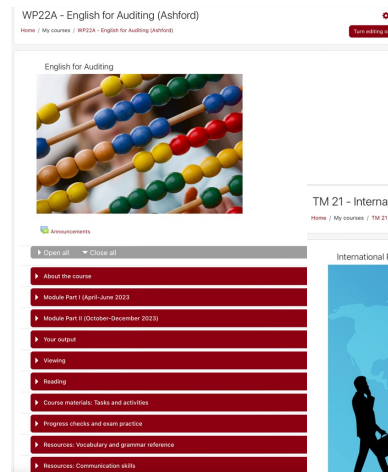 WP22A - English for Auditing (Ashford)
Home / My courses / WP22A - English for Auditing (Ashford)
Turn editing o
English for Auditing
Announcements
Open all Close all
About the course
Module Part I (April-June 2023
Module Part II (October-December 2023)
Your output
Viewing
Reading
Course materials: Tasks and activities
Progress checks and exam practice
Resources: Vocabulary and grammar reference
Resources: Communication skills
TM 21 - Interna
Home / My courses / TM 21
International